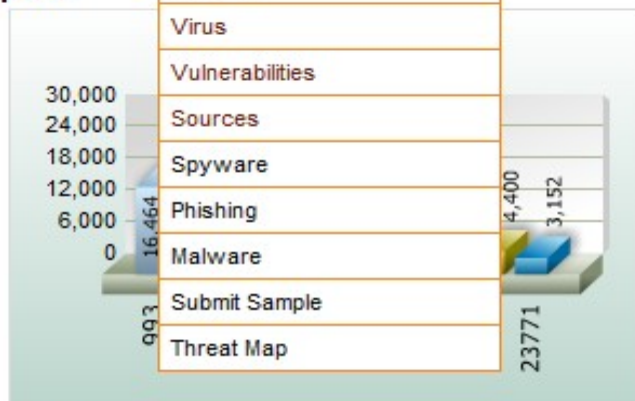 Virus
Vulnerabilities
Sources
Spyware
Phishing
Malware
Submit Sample
Threat Map
30,000
24,000
18,000
12,000
6,000
0
16,464
4,400
3,152
993
23771